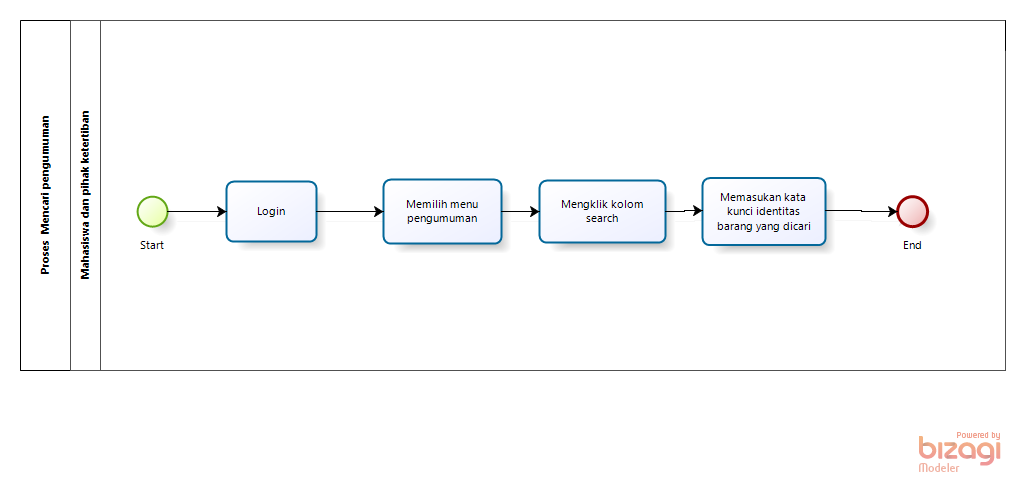 Proses Mencari pengumuman
Mahasiswa dan pihak ketertiban
Start
Login
Memilih menu
pengumuman
Mengklik kolom
search
Memasukan kata
kunci identitas
barang yang dicari
End
Powered by
bizagi
Modeler